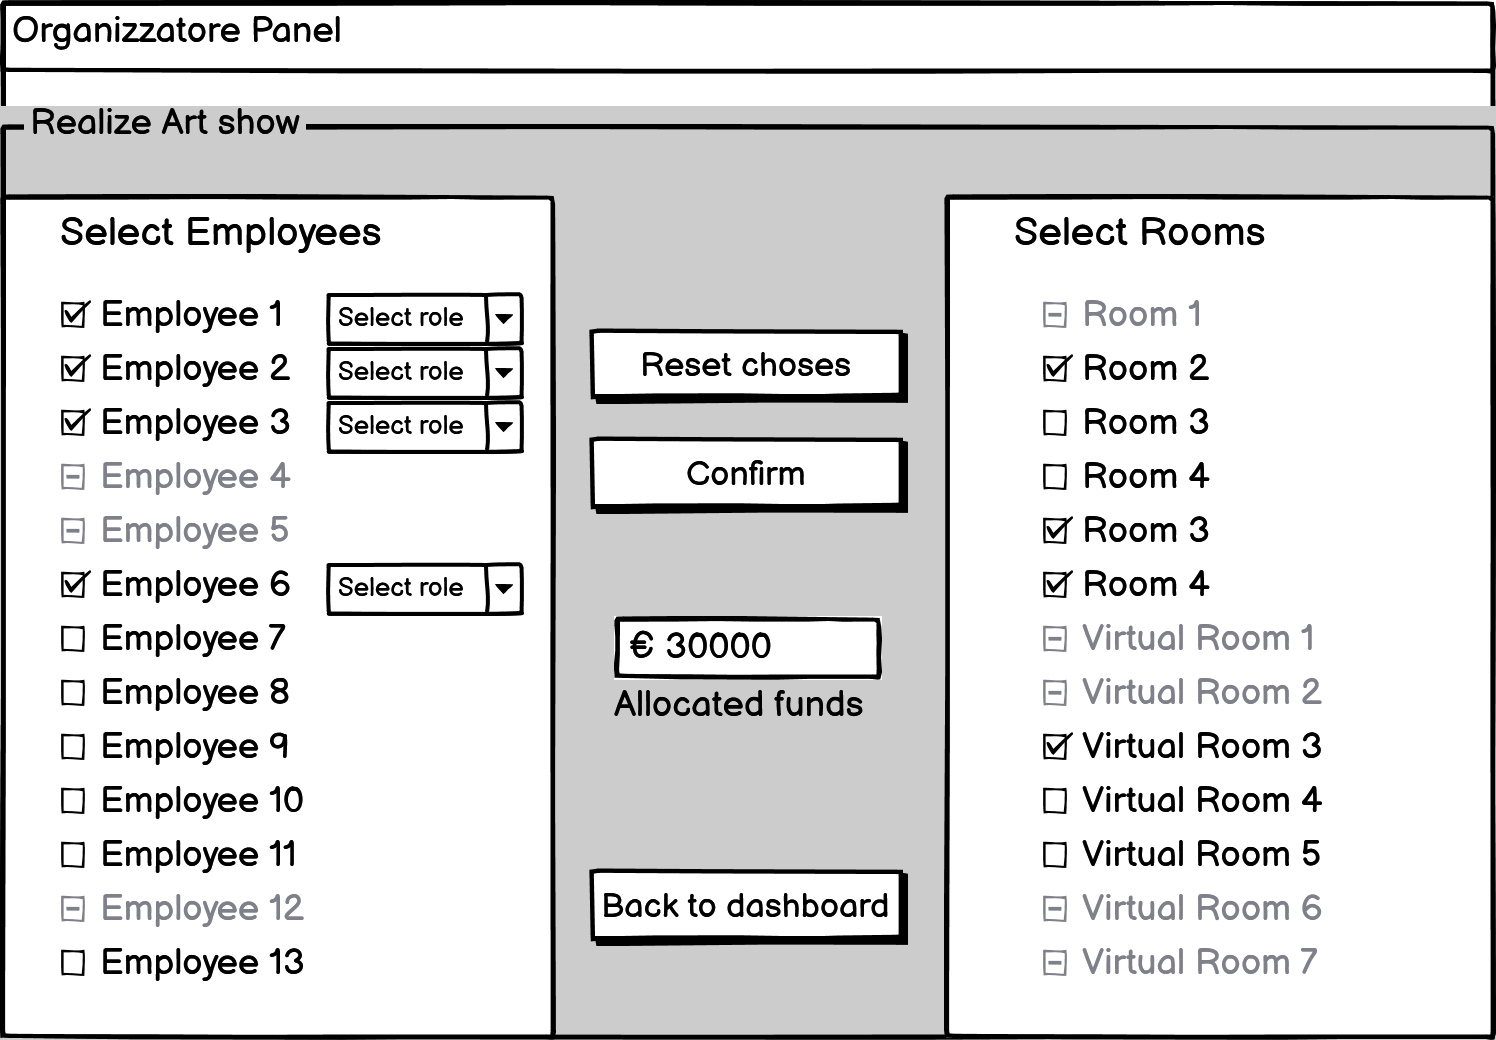 Organizzatore Panel
Realize Art show
Select Employees
Employee 1 Select role
Employee 2 Select role
Employee 3 Select role
Employee 4
Employee 5
Employee 6 Select role
Employee 7
Employee 8
Employee 9
Employee 10
Employee 11
Employee 12
Employee 13
Reset choses
Confirm
€ 30000
Allocated funds
Back to dashboard
Select Rooms
Room 1
Room 2
Room 3
Room 4
Room 3
Room 4
Virtual Room 1
Virtual Room 2
Virtual Room 3
Virtual Room 4
Virtual Room 5
Virtual Room 6
Virtual Room 7